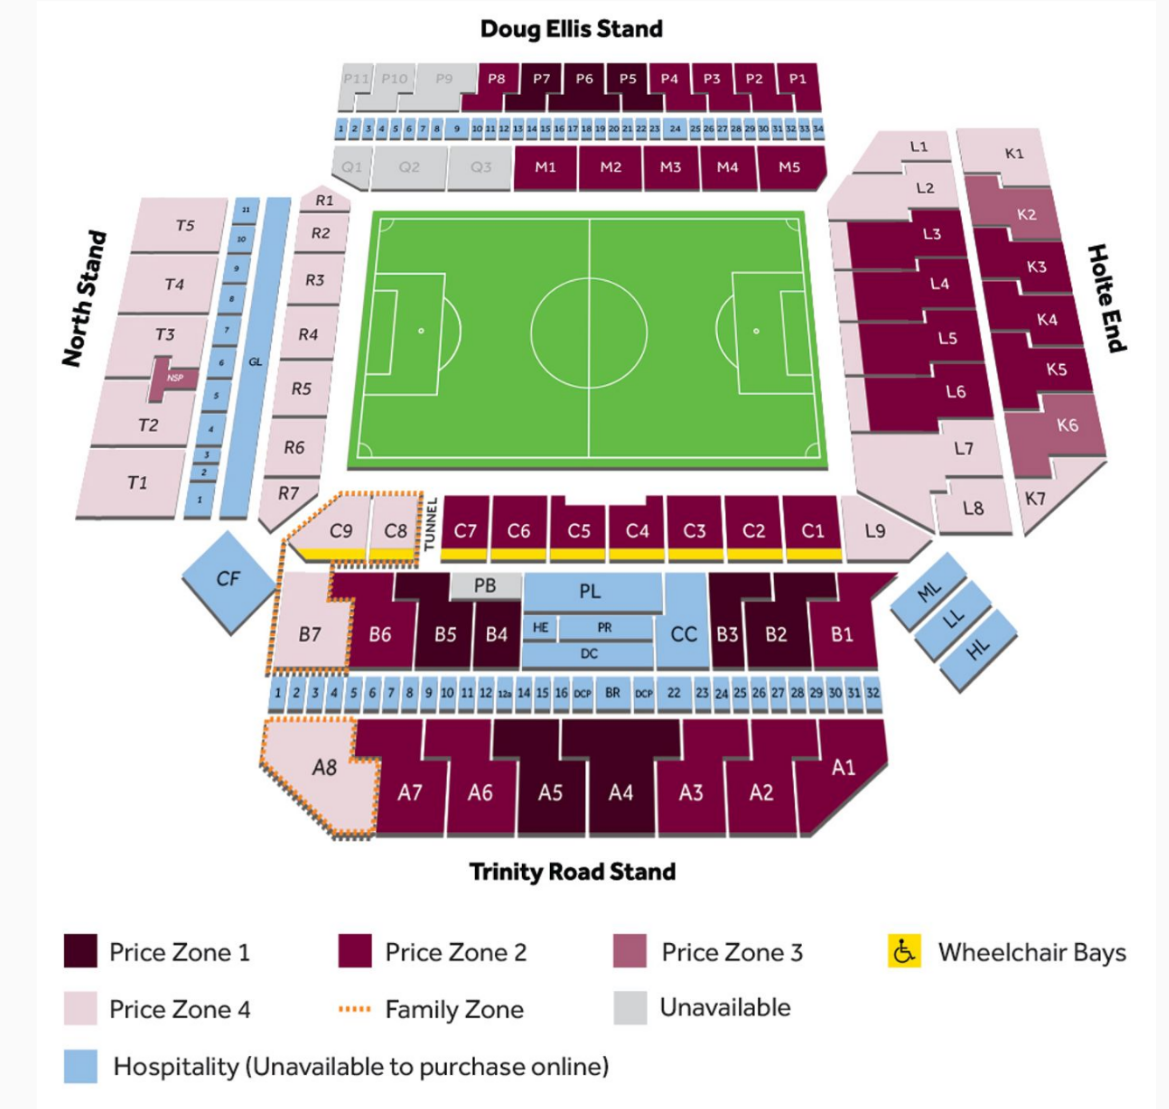 Doug Ellis Stand
P11 P10 P9 P8 P7 P6 P5 P4 P3 P2 P1
1 2 3 4 5 6 7 8 9 10 11 12 13 14 15 16 17 18 19 20 21 22 23 24 25 26 27 28 29 30 31 32 33 34
Q1 Q2 Q3 M1 M2 M3 M4 M5
North Stand
T5
T4
T3
NSP
T2
T1
11
10
9
8
7
6
5
4
3
2
1
GL
R1
R2
R3
R4
R5
R6
R7
L1
L2
L3
L4
L5
L6
L7
L8
K1
K2
K3
K4
K5
K6
K7
Holte End
C9 C8 TUNNEL C7 C6 C5 C4 C3 C2 C1 L9
CF
B7 B6 B5 PB B4 PL CC B3 B2 B1
HE PR
DC
ML
LL
HL
1 2 3 4 5 6 7 8 9 10 11 12 12a 14 15 16 DCP BR DCP 22 23 24 25 26 27 28 29 30 31 32
A8 A7 A6 A5 A4 A3 A2 A1
Trinity Road Stand
Price Zone 1 Price Zone 2 Price Zone 3 Wheelchair Bays
Price Zone 4 Family Zone Unavailable
Hospitality (Unavailable to purchase online)